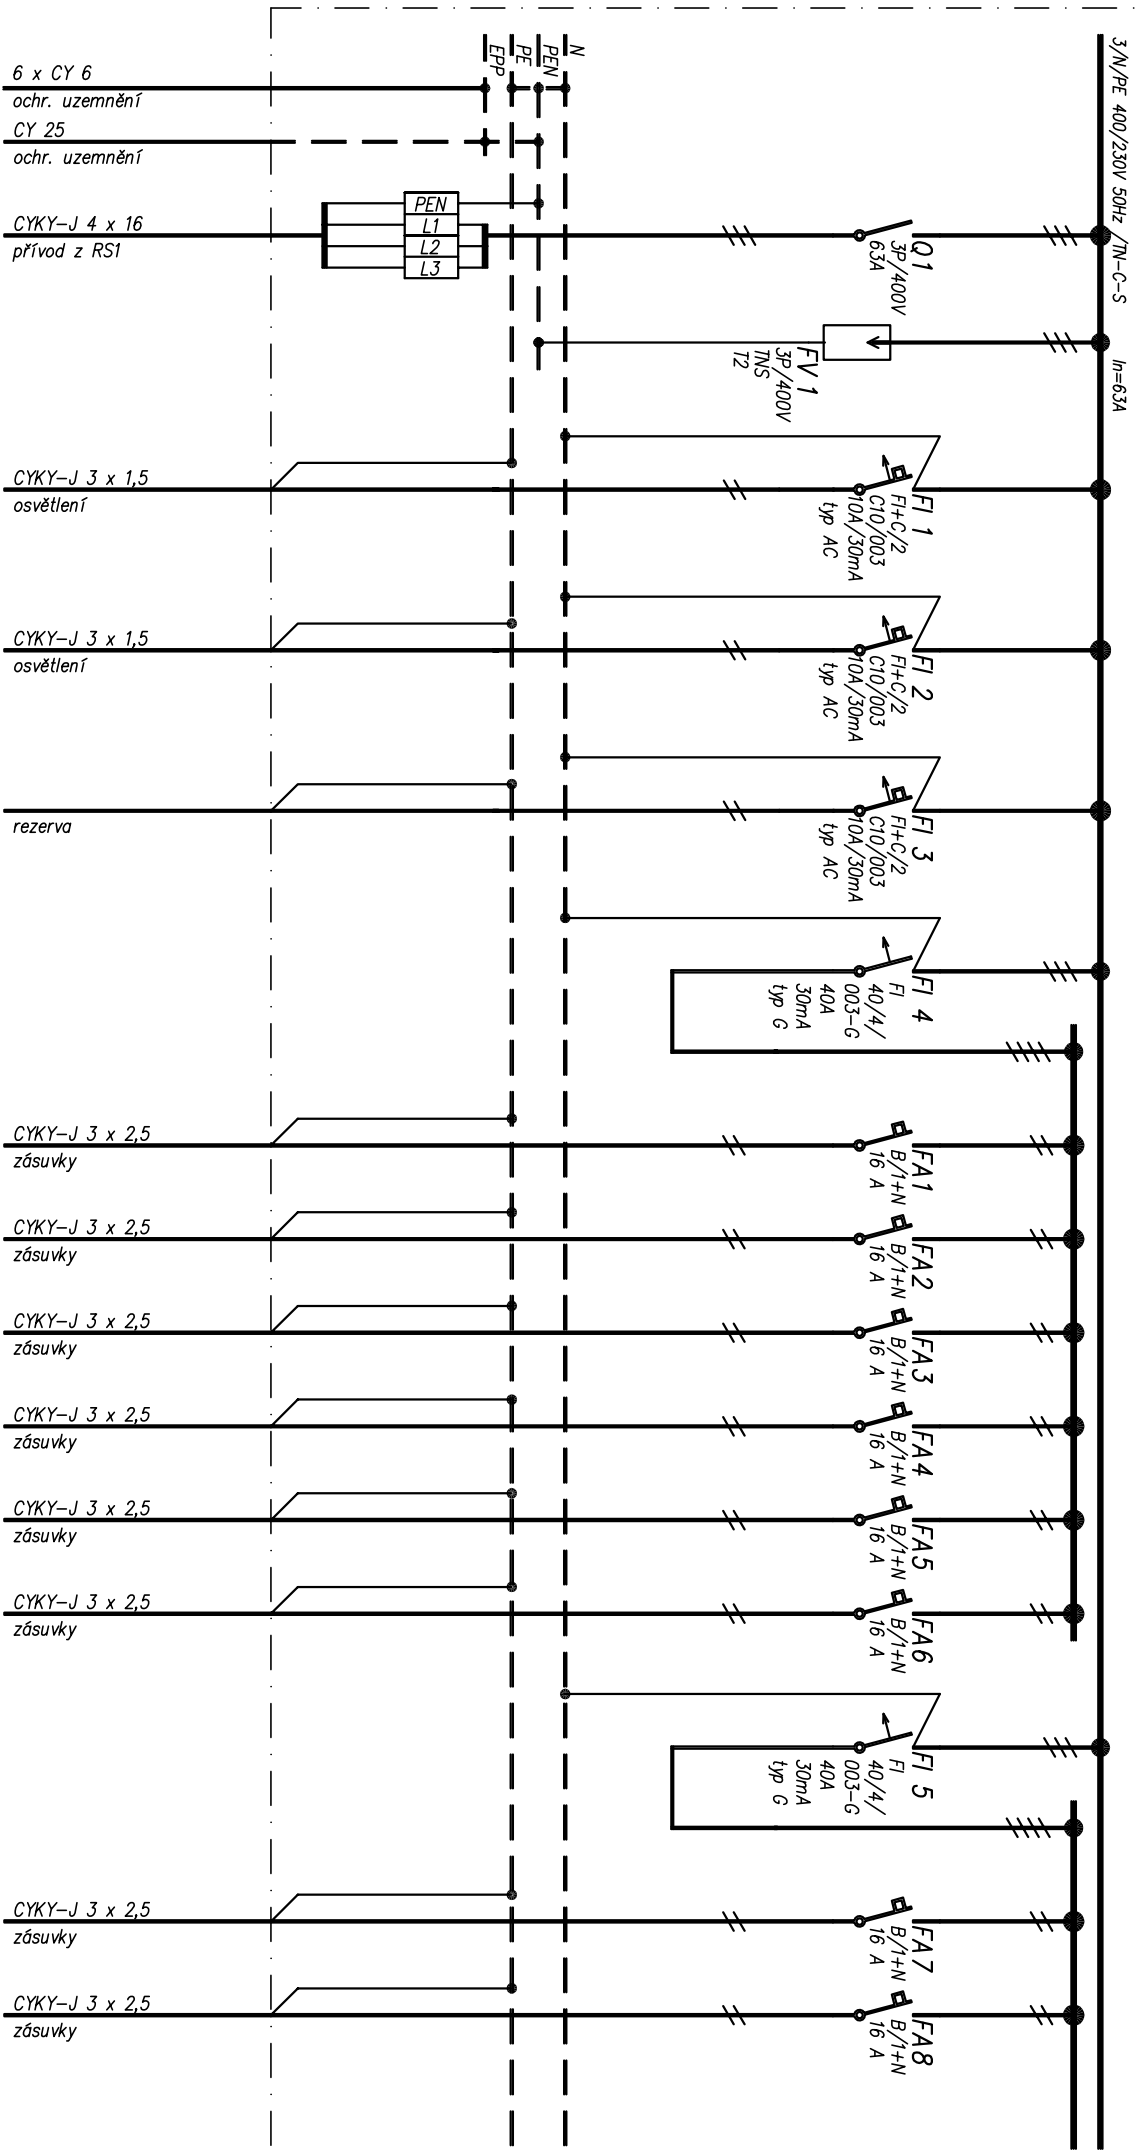 3/N/PE 400/230V 50Hz /TN-C-S
In=63A
N
PEN
PE
EPP
6 x CY 6
ochr. uzemnění
CY 25
ochr. uzemnění
CYKY-J 4 x 16
přívod z RS1
PEN
L1
L2
L3
Q1
3P/400V
63A
FV 1
3P/400V
TNS
T2
CYKY-J 3 x 1,5
osvětlení
FI 1
FI+C/2
C10/003
10A/30mA
typ AC
CYKY-J 3 x 1,5
osvětlení
FI 2
FI+C/2
C10/003
10A/30mA
typ AC
rezerva
FI 3
FI+C/2
C10/003
10A/30mA
typ AC
FI 4
FI
40/4/
003-G
40A
30mA
typ G
CYKY-J 3 x 2,5
zásuvky
FA1
B/1+N
16 A
CYKY-J 3 x 2,5
zásuvky
FA2
B/1+N
16 A
CYKY-J 3 x 2,5
zásuvky
FA3
B/1+N
16 A
CYKY-J 3 x 2,5
zásuvky
FA4
B/1+N
16 A
CYKY-J 3 x 2,5
zásuvky
FA5
B/1+N
16 A
CYKY-J 3 x 2,5
zásuvky
FA6
B/1+N
16 A
FI 5
FI
40/4/
003-G
40A
30mA
typ G
CYKY-J 3 x 2,5
zásuvky
FA7
B/1+N
16 A
CYKY-J 3 x 2,5
zásuvky
FA8
B/1+N
16 A